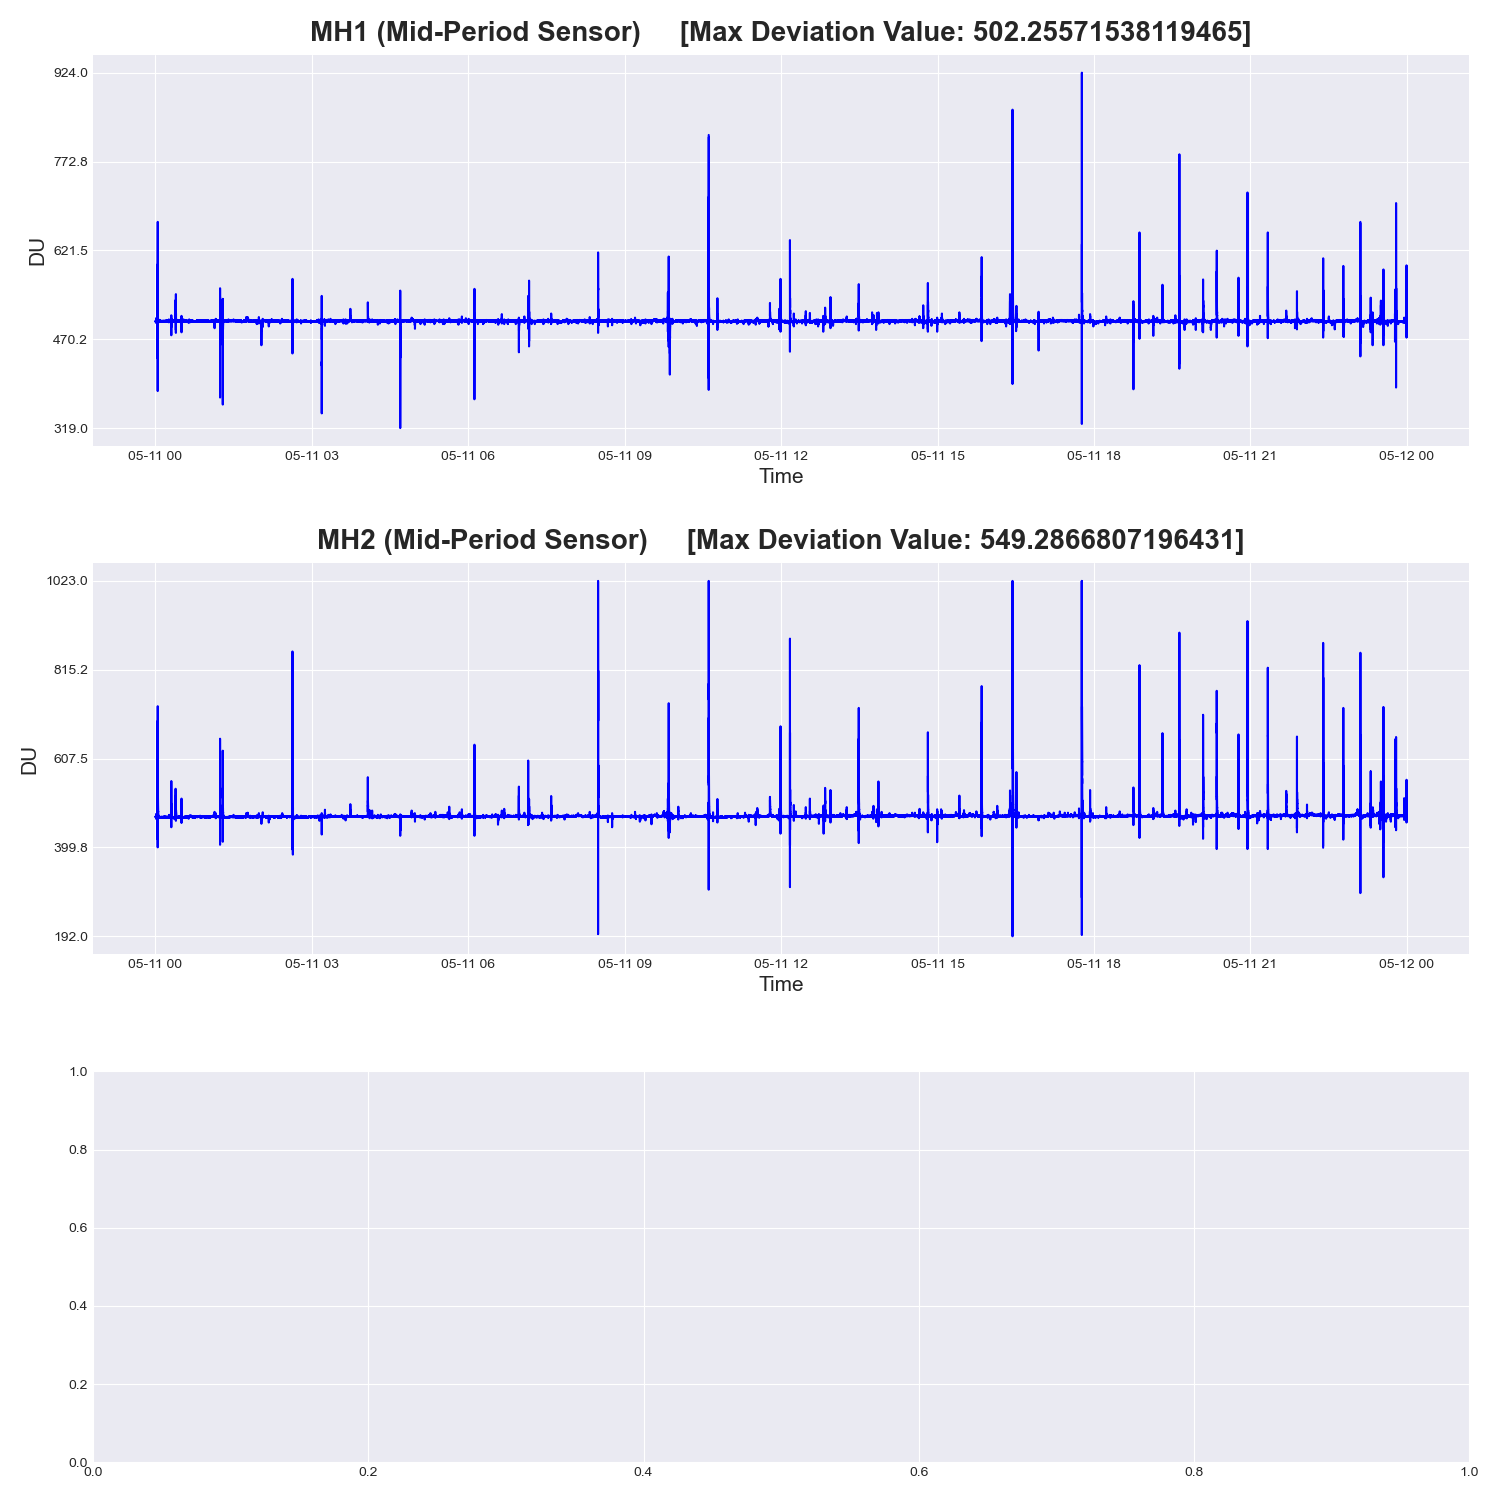 MH1 (Mid-Period Sensor) [Max Deviation Value: 502.25571538119465]
924.0
772.8
621.5
470.2
319.0
DU
05-11 00 05-11 03 05-11 06 05-11 09 05-11 12 05-11 15 05-11 18 05-11 21 05-12 00
Time
MH2 (Mid-Period Sensor) [Max Deviation Value: 549.2866807196431]
1023.0
815.2
607.5
399.8
192.0
DU
05-11 00 05-11 03 05-11 06 05-11 09 05-11 12 05-11 15 05-11 18 05-11 21 05-12 00
Time
1.0
0.8
0.6
0.4
0.2
0.0
0.0 0.2 0.4 0.6 0.8 1.0